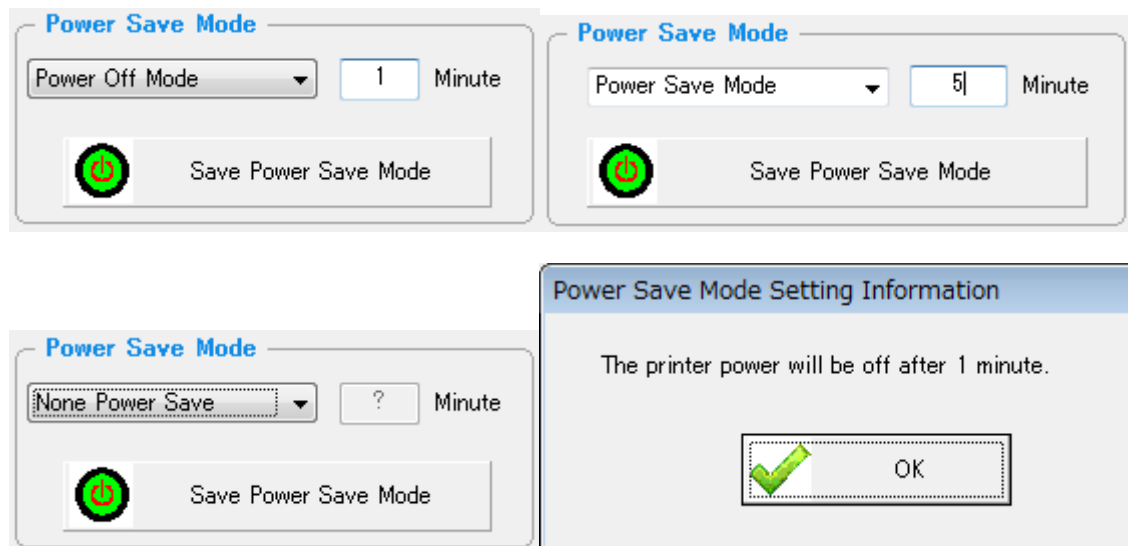 Power Save Mode
Power Off Mode 1 Minute
Save Power Save Mode
Power Save Mode
Power Save Mode 5 Minute
Save Power Save Mode
Power Save Mode
None Power Save ? Minute
Save Power Save Mode
Power Save Mode Setting Information
The printer power will be off after 1 minute.
OK